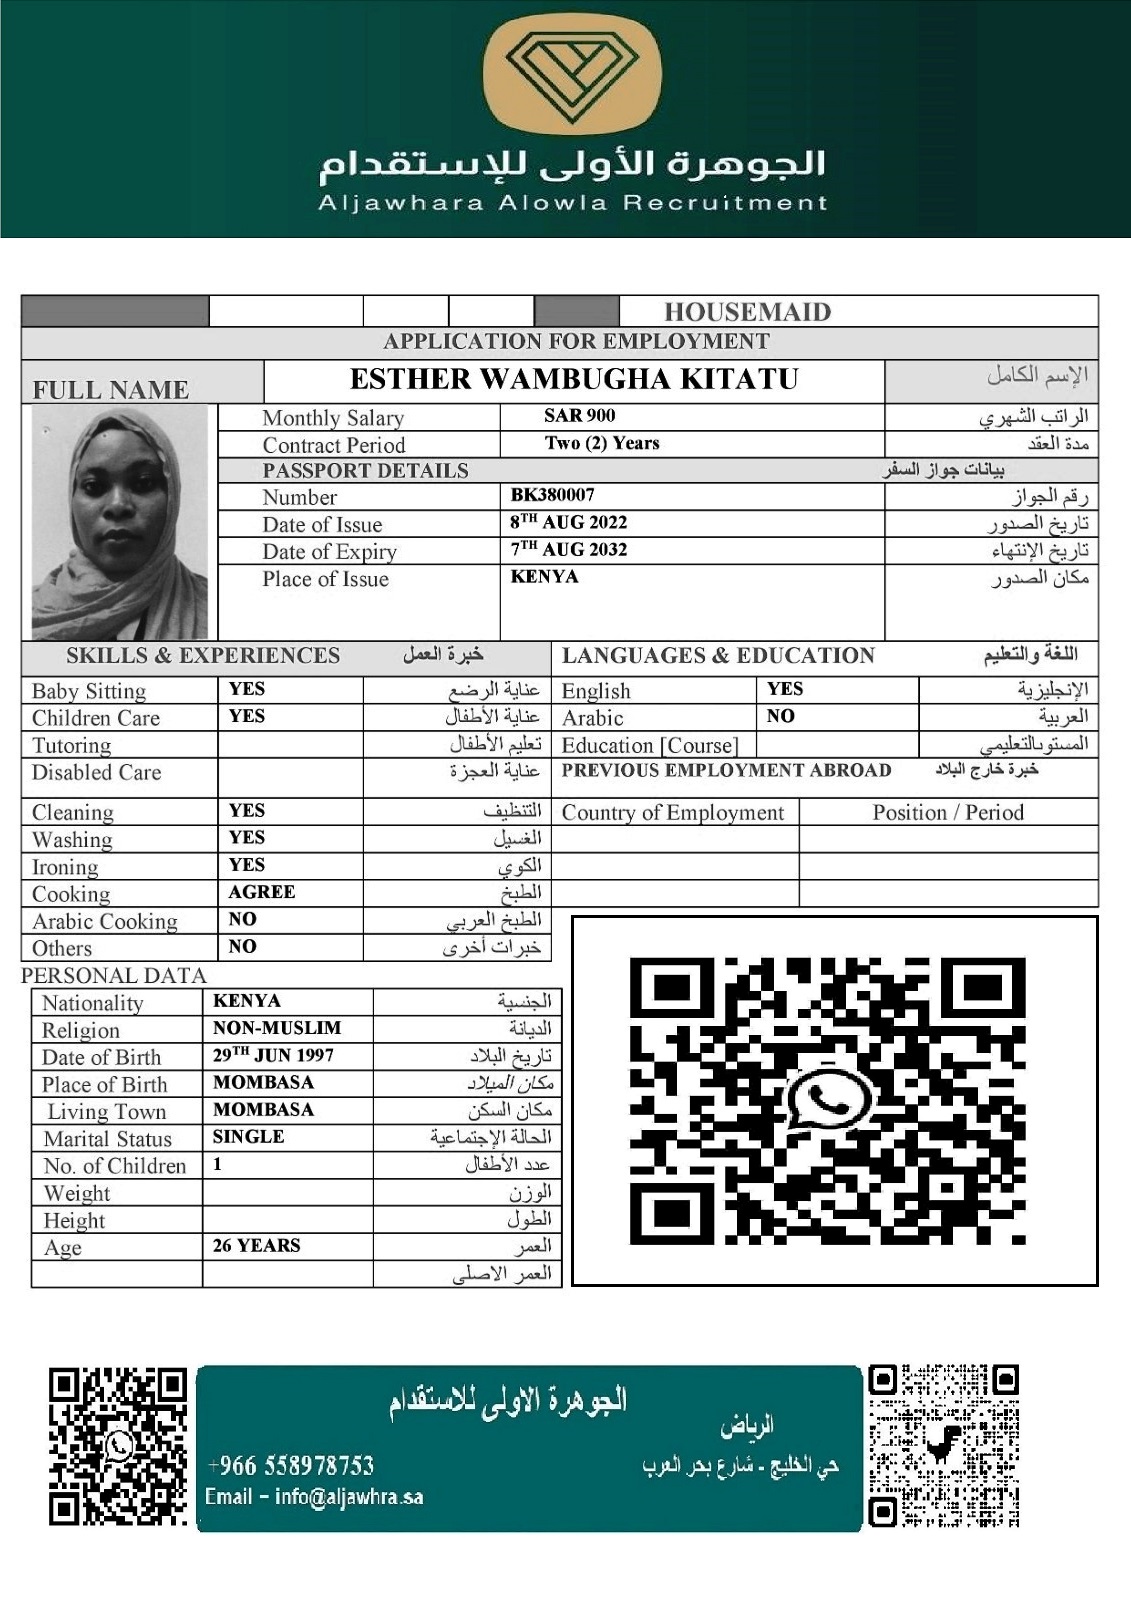 الجوهرة الأولى للإستقدام
Aljawhara Alowla Recruitment
HOUSEMAID
APPLICATION FOR EMPLOYMENT
FULL NAME ESTHER WAMBUGHA KITATU الإسم الكامل
Monthly Salary SAR 900 الراتب الشهري
Contract Period Two (2) Years مدة العقد
PASSPORT DETAILS بيانات جواز السفر
Number BK380007 رقم الجواز
Date of Issue 8TH AUG 2022 تاريخ الصدور
Date of Expiry 7TH AUG 2032 تاريخ الإنتهاء
Place of Issue KENYA مكان الصدور
SKILLS & EXPERIENCES خبرة العمل
Baby Sitting YES عناية الرضع
Children Care YES عناية الأطفال
Tutoring تعليم الأطفال
Disabled Care عناية العجزة
Cleaning YES التنظيف
Washing YES الغسيل
Ironing YES الكوي
Cooking AGREE الطبخ
Arabic Cooking NO الطبخ العربي
Others NO خبرات أخرى
LANGUAGES & EDUCATION اللغة والتعليم
English YES الإنجليزية
Arabic NO العربية
Education [Course] المستوىالتعليمي
PREVIOUS EMPLOYMENT ABROAD خبرة خارج البلاد
Country of Employment Position / Period
PERSONAL DATA
Nationality KENYA الجنسية
Religion NON-MUSLIM الديانة
Date of Birth 29TH JUN 1997 تاريخ البلاد
Place of Birth MOMBASA مكان الميلاد
Living Town MOMBASA مكان السكن
Marital Status SINGLE الحالة الإجتماعية
No. of Children 1 عدد الأطفال
Weight الوزن
Height الطول
Age 26 YEARS العمر
العمر الاصلى
الجوهرة الاولى للاستقدام
الرياض
+966 558978753 حي الخليج - شارع بحر العرب
Email – info@aljawhra.sa